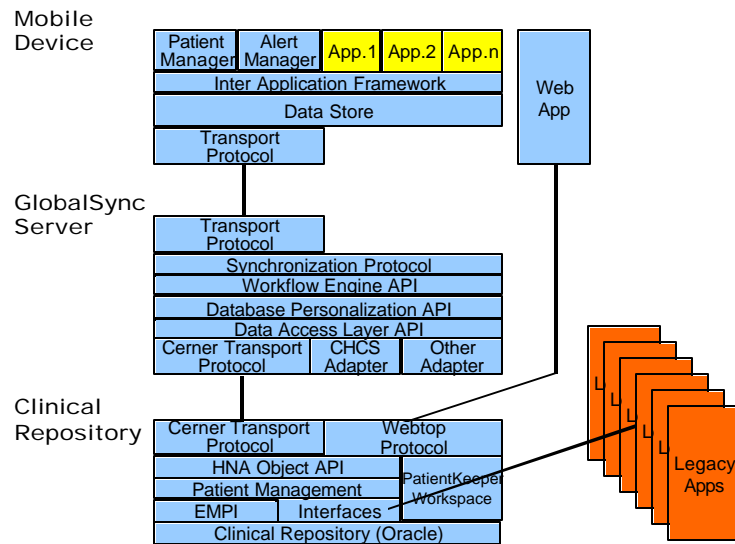 Mobile
Device
Patient
Manager
Alert
Manager
App.1
App.2
App.n
Inter Application Framework
Data Store
Transport
Protocol
Web
App
GlobalSync
Server
Transport
Protocol
Synchronization Protocol
Workflow Engine API
Database Personalization API
Data Access Layer API
Cerner Transport
Protocol
CHCS
Adapter
Other
Adapter
Clinical
Repository
Cerner Transport
Protocol
Webtop
Protocol
HNA Object API
Patient Management
PatientKeeper
Workspace
EMPI
Interfaces
Clinical Repository (Oracle)
L
L
L
L
L
Legacy
Apps